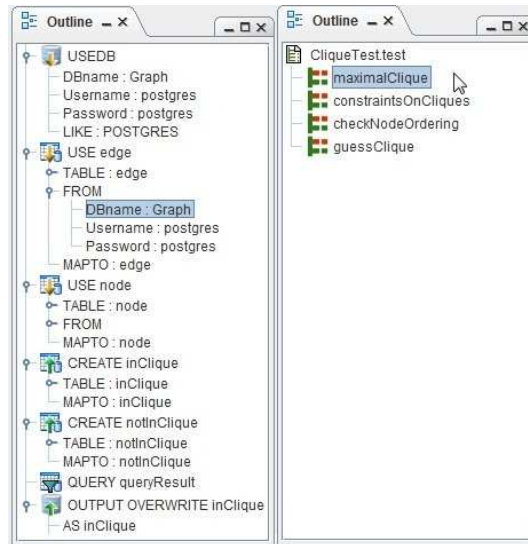 Outline
USEDB
DBname : Graph
Username : postgres
Password : postgres
LIKE : POSTGRES
USE edge
TABLE : edge
FROM
DBname : Graph
Username : postgres
Password : postgres
MAPTO : edge
USE node
TABLE : node
FROM
MAPTO : node
CREATE inClique
TABLE : inClique
MAPTO : inClique
CREATE notInClique
TABLE : notInClique
MAPTO : notInClique
QUERY queryResult
OUTPUT OVERWRITE inClique
AS inClique
Outline
CliqueTest.test
maximalClique
constraintsOnCliques
checkNodeOrdering
guessClique